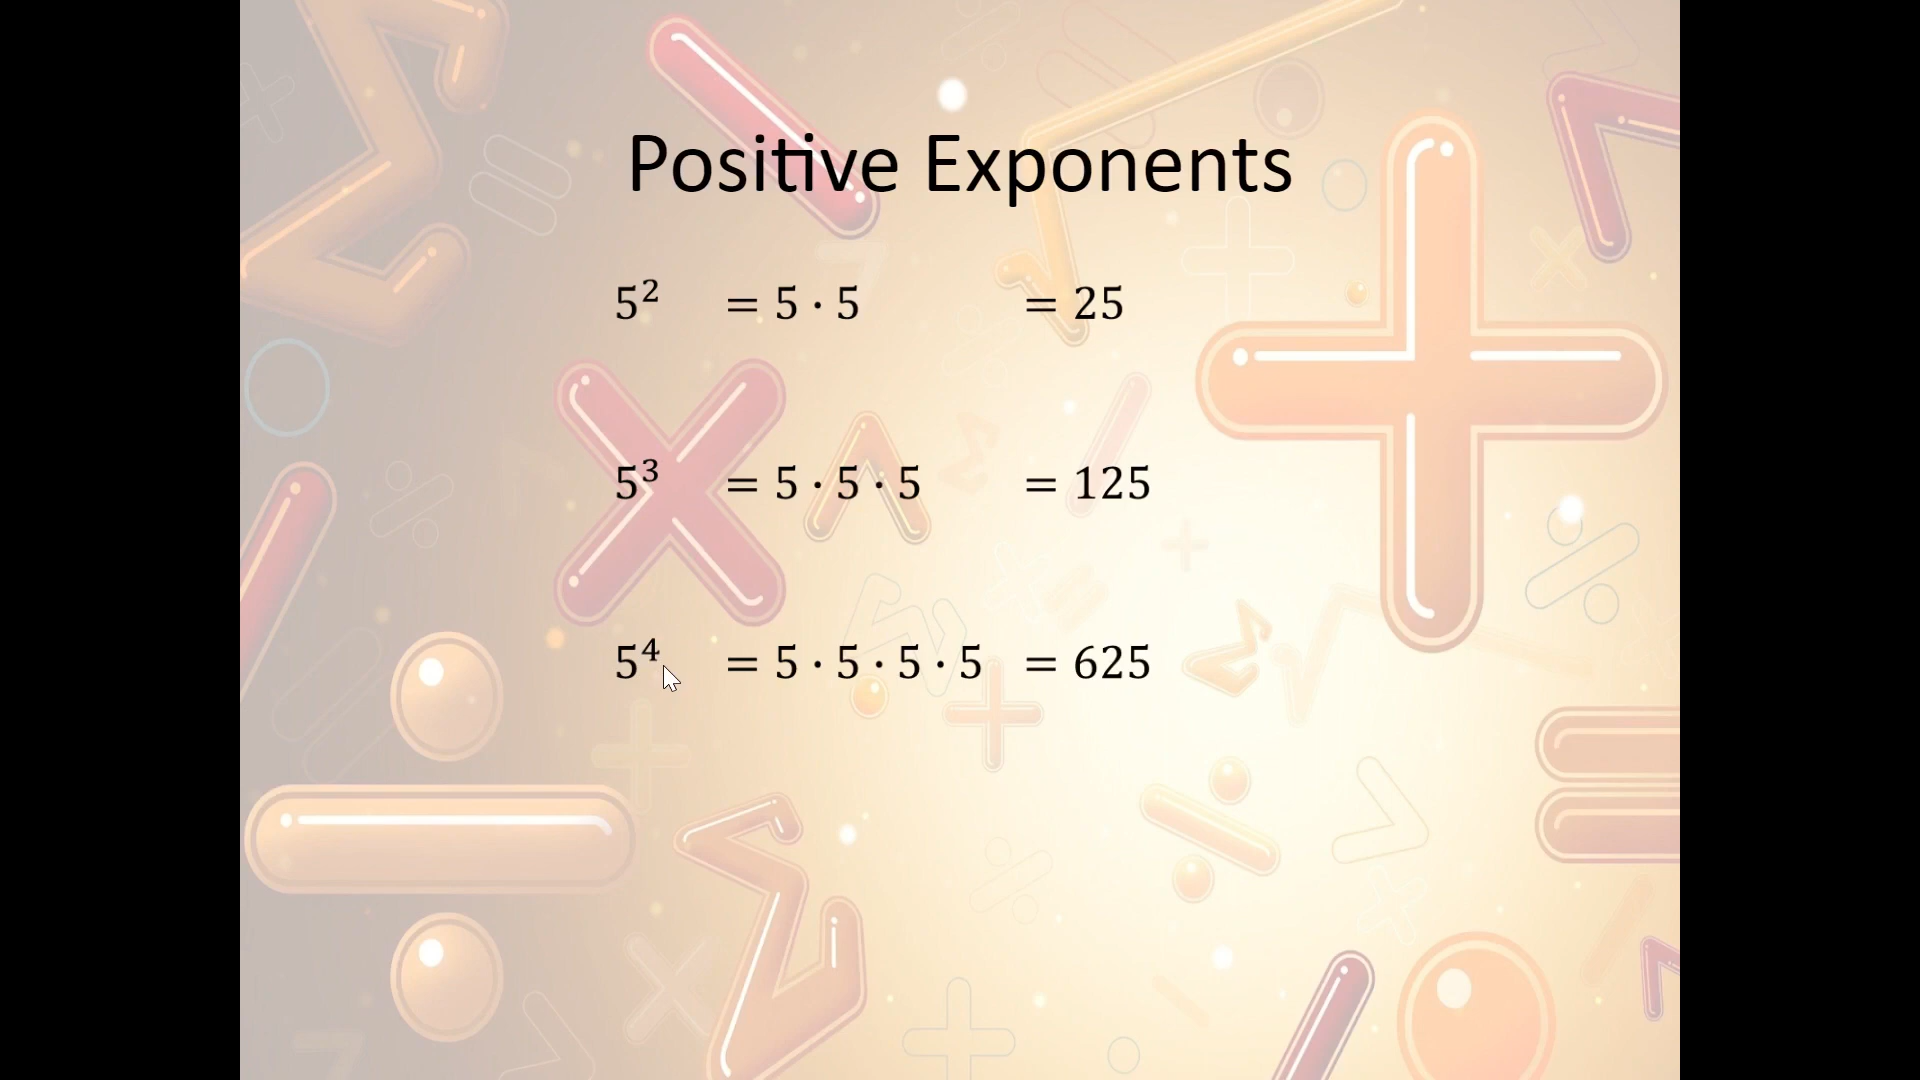 Positive Exponents
5² = 5 · 5 = 25
5³ = 5 · 5 · 5 = 125
5⁴ = 5 · 5 · 5 · 5 = 625